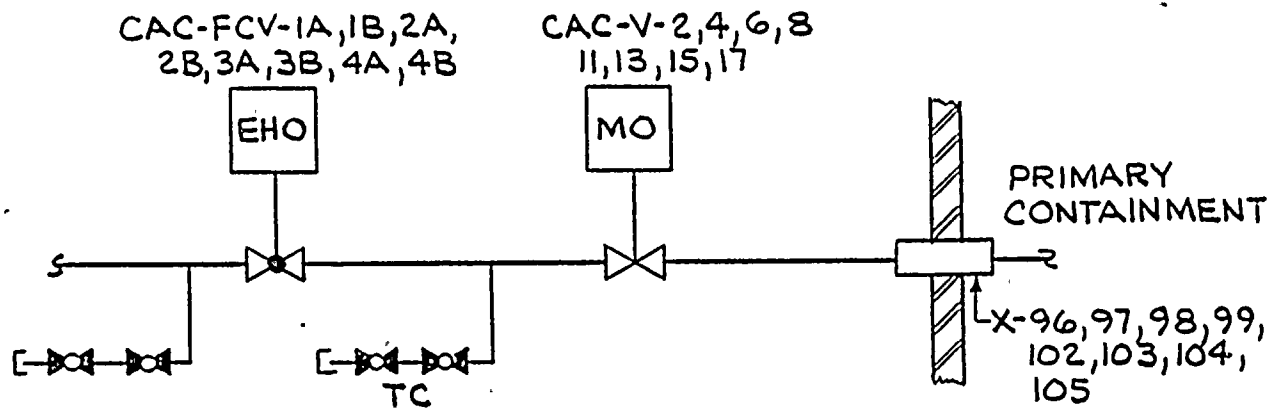 CAC-FCV-1A,1B,2A,
2B,3A,3B,4A,4B
CAC-V-2,4,6,8
11,13,15,17
EHO
MO
PRIMARY
CONTAINMENT
X-96,97,98,99,
102,103,104,
105
TC